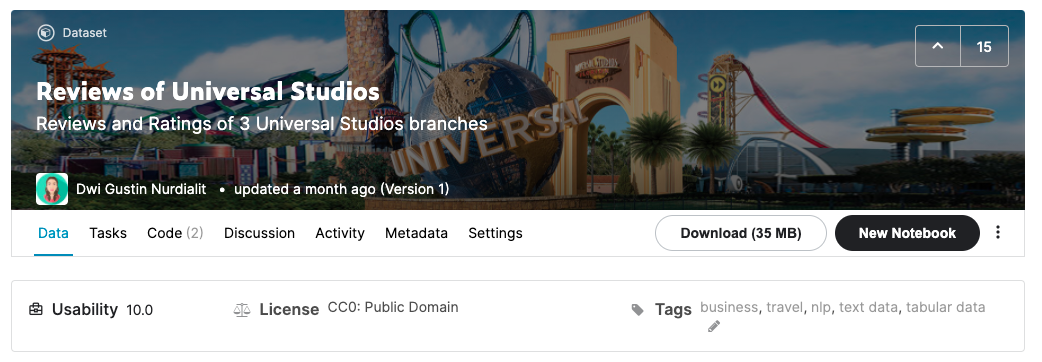 Dataset
15
Reviews of Universal Studios
Reviews and Ratings of 3 Universal Studios branches
UNIVERSAL
UNIVERSAL STUDIOS
Dwi Gustin Nurdialit • updated a month ago (Version 1)
Data Tasks Code (2) Discussion Activity Metadata Settings Download (35 MB) New Notebook
Usability 10.0 License CC0: Public Domain Tags business, travel, nlp, text data, tabular data